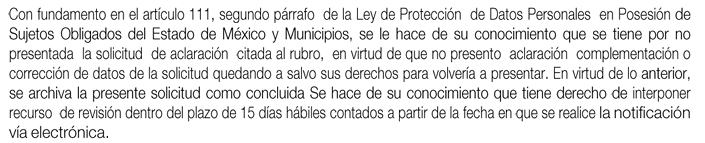 Con fundamento en el artículo 111, segundo párrafo de la Ley de Protección de Datos Personales en Posesión de
Sujetos Obligados del Estado de México y Municipios, se le hace de su conocimiento que se tiene por no
presentada la solicitud de aclaración citada al rubro, en virtud de que no presento aclaración complementación o
corrección de datos de la solicitud quedando a salvo sus derechos para volvería a presentar. En virtud de lo anterior,
se archiva la presente solicitud como concluida Se hace de su conocimiento que tiene derecho de interponer
recurso de revisión dentro del plazo de 15 días hábiles contados a partir de la fecha en que se realice la notificación
vía electrónica.